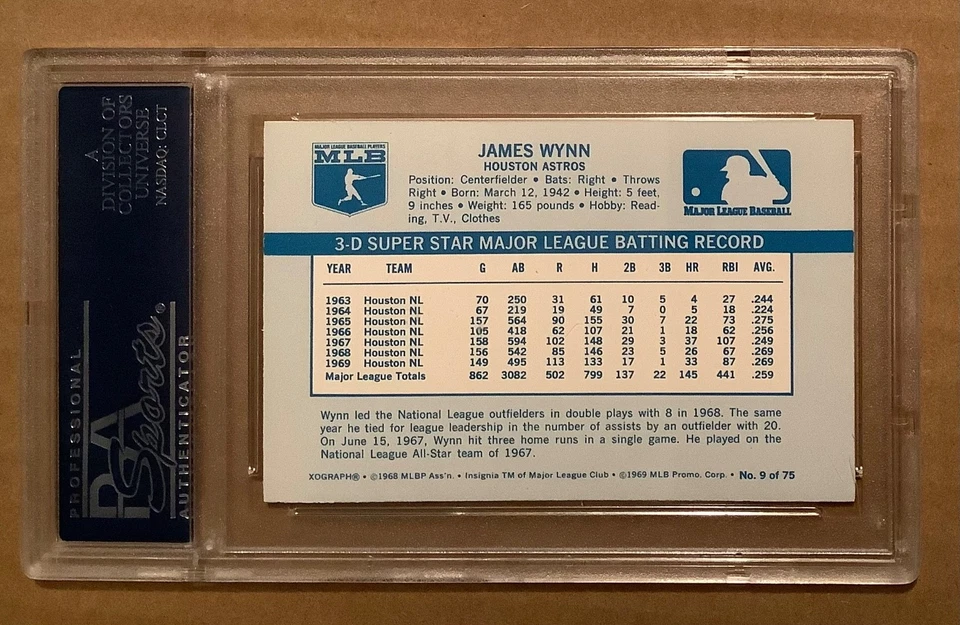 A
DIVISION OF
COLLECTORS
UNIVERSE
NASDAQ: CLCT
PROFESSIONAL
PSA
Sports
AUTHENTICATOR
MAJOR LEAGUE BASEBALL PLAYERS
MLB
JAMES WYNN
HOUSTON ASTROS
Position: Centerfielder • Bats: Right • Throws
Right • Born: March 12, 1942 • Height: 5 feet,
9 inches • Weight: 165 pounds • Hobby: Read-
ing, T.V., Clothes
MAJOR LEAGUE BASEBALL
3-D SUPER STAR MAJOR LEAGUE BATTING RECORD
YEAR TEAM G AB R H 2B 3B HR RBI AVG.
1963 Houston NL 70 250 31 61 10 5 4 27 .244
1964 Houston NL 67 219 19 49 7 0 5 18 .224
1965 Houston NL 157 564 90 155 30 7 22 73 .275
1966 Houston NL 105 418 62 107 21 1 18 62 .256
1967 Houston NL 158 594 102 148 29 3 37 107 .249
1968 Houston NL 156 542 85 146 23 5 26 67 .269
1969 Houston NL 149 495 113 133 17 1 33 87 .269
Major League Totals 862 3082 502 799 137 22 145 441 .259
Wynn led the National League outfielders in double plays with 8 in 1968. The same
year he tied for league leadership in the number of assists by an outfielder with 20.
On June 15, 1967, Wynn hit three home runs in a single game. He played on the
National League All-Star team of 1967.
XOGRAPH® • ©1968 MLBP Ass'n. • Insignia TM of Major League Club • ©1969 MLB Promo. Corp. • No. 9 of 75